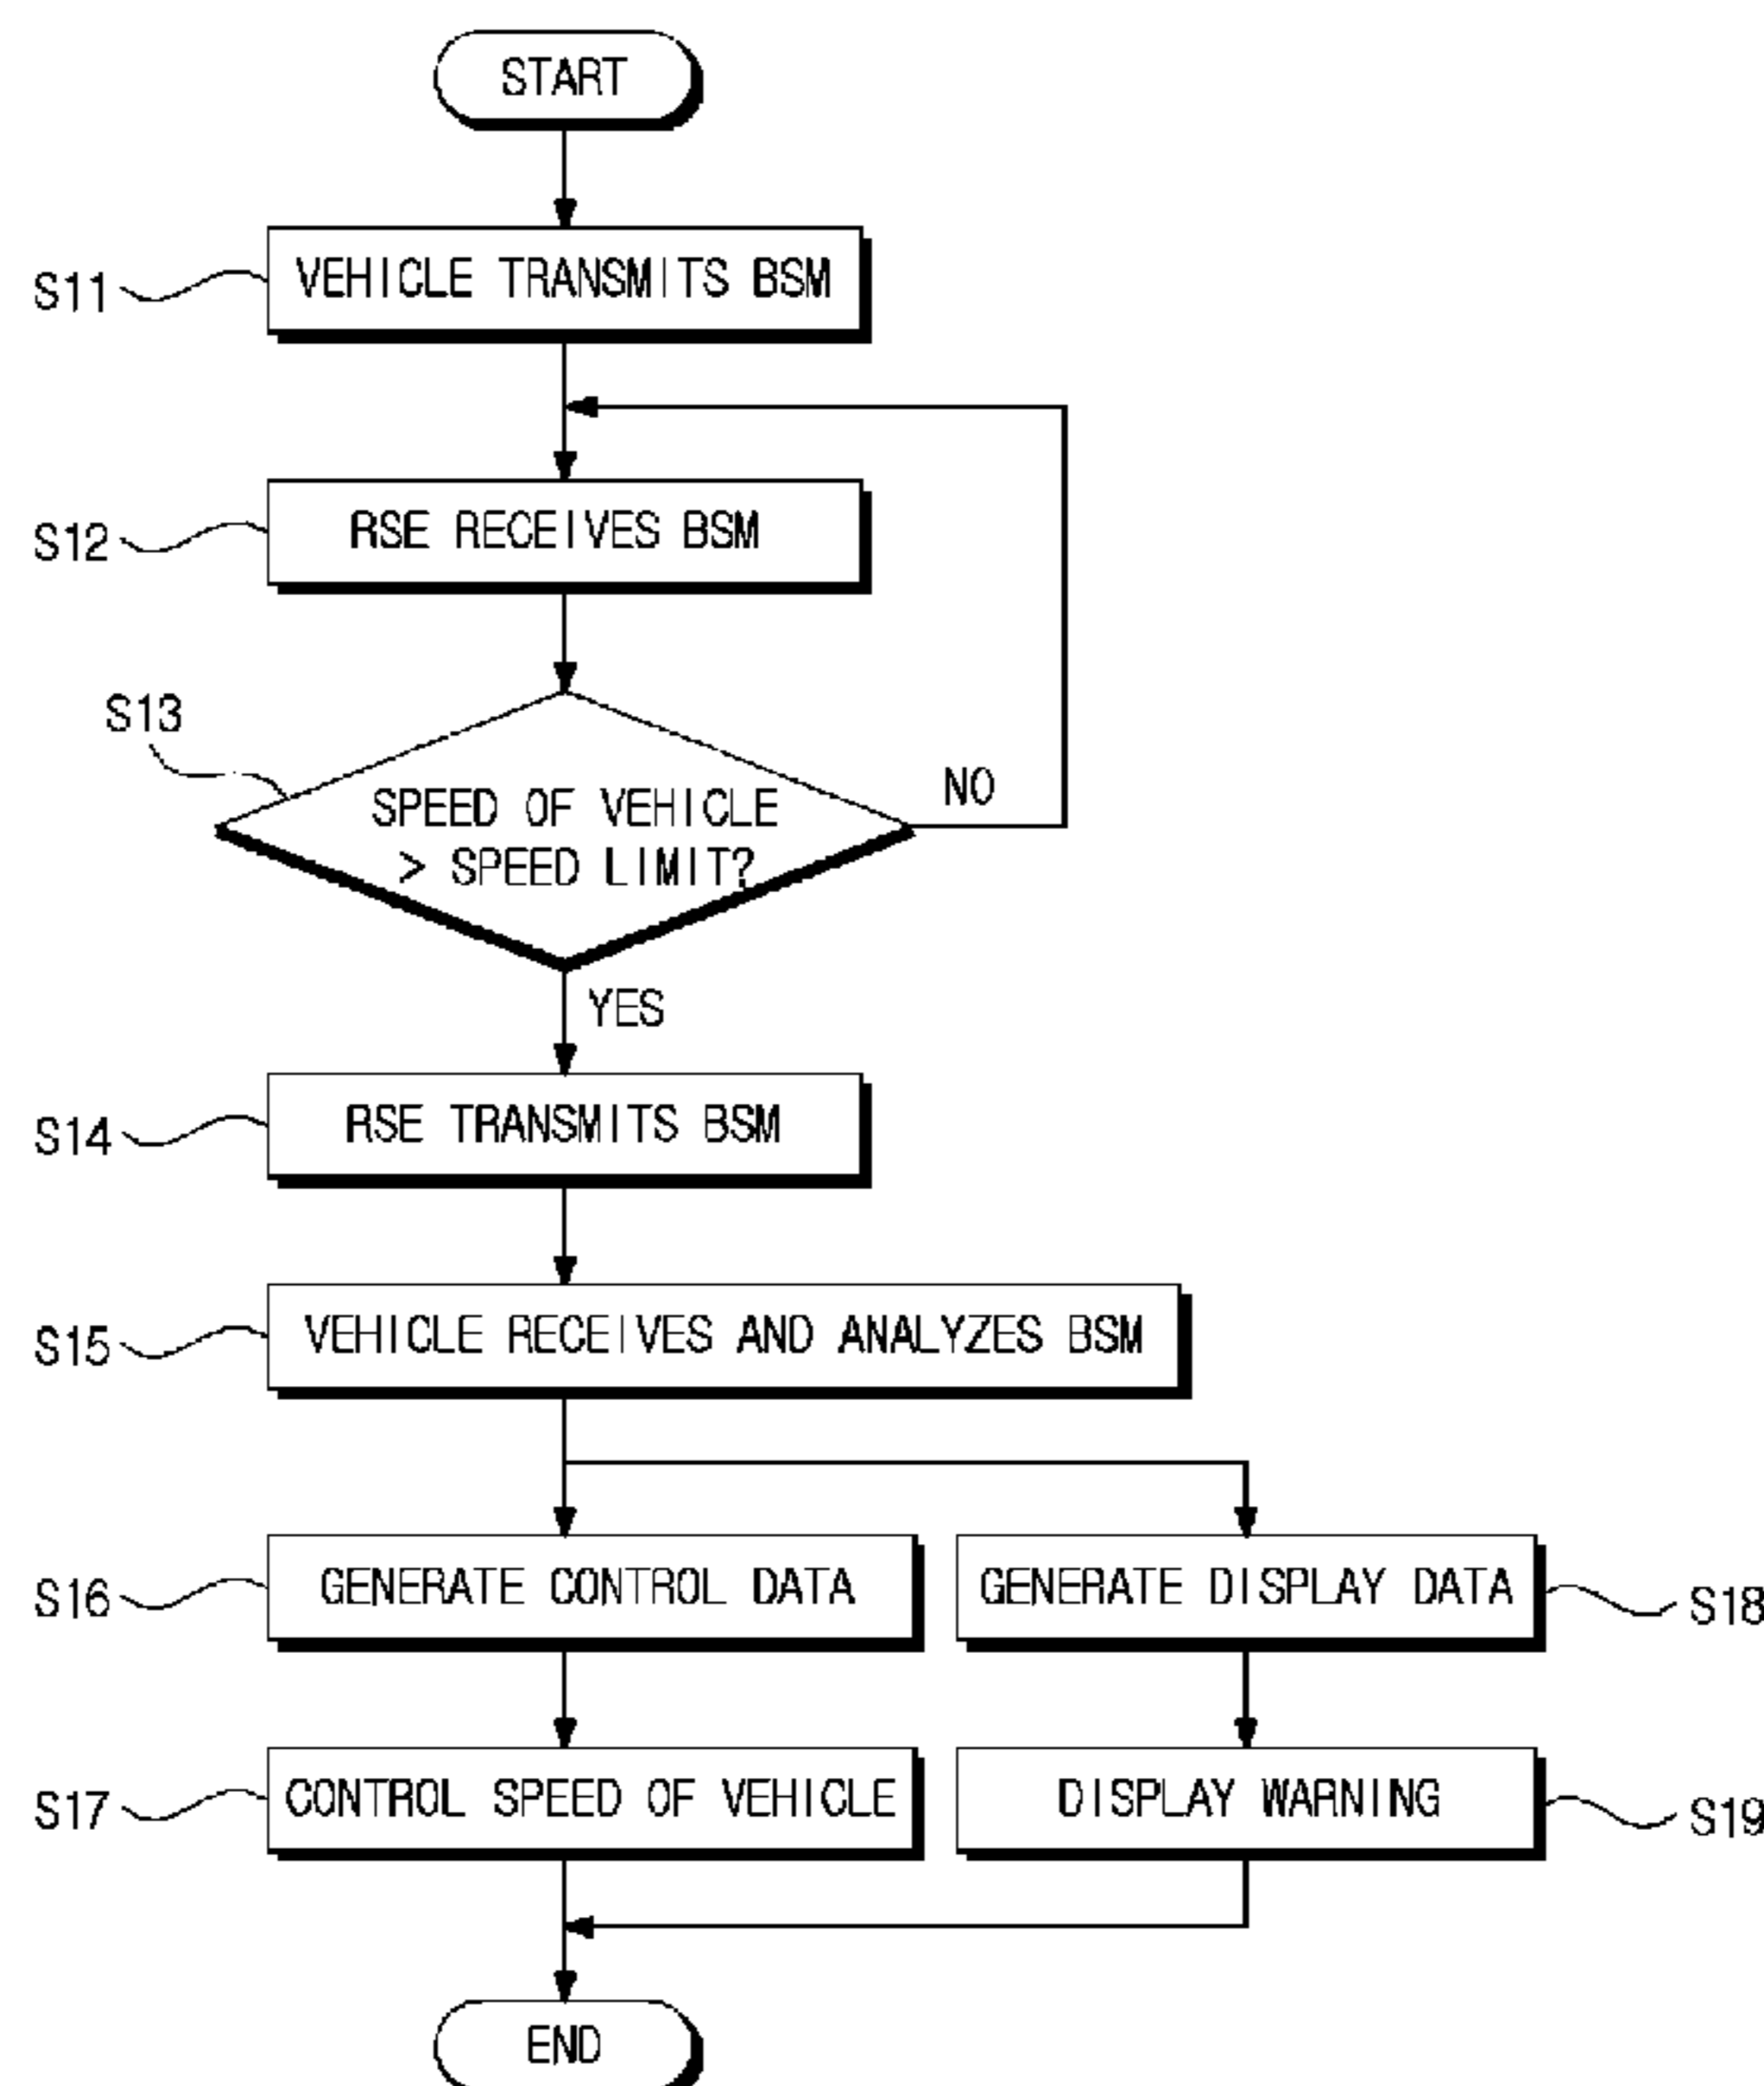 START
S11
VEHICLE TRANSMITS BSM
S12
RSE RECEIVES BSM
S13
SPEED OF VEHICLE
> SPEED LIMIT?
NO
YES
S14
RSE TRANSMITS BSM
S15
VEHICLE RECEIVES AND ANALYZES BSM
S16
GENERATE CONTROL DATA
GENERATE DISPLAY DATA
S18
S17
CONTROL SPEED OF VEHICLE
DISPLAY WARNING
S19
END